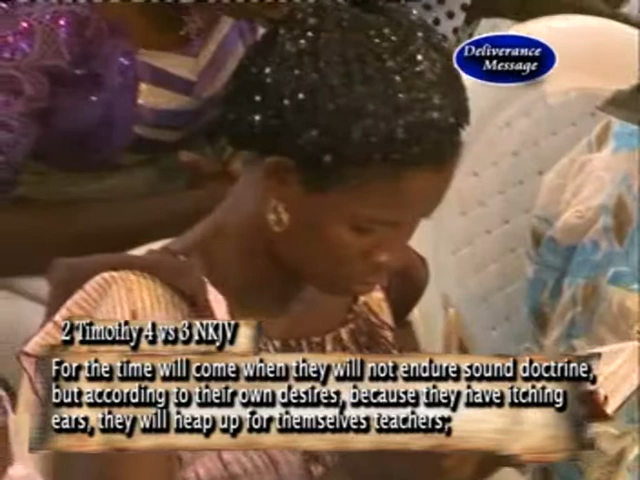 Deliverance
Message
2 Timothy 4 vs 3 NKJV
For the time will come when they will not endure sound doctrine,
but according to their own desires, because they have itching
ears, they will heap up for themselves teachers;